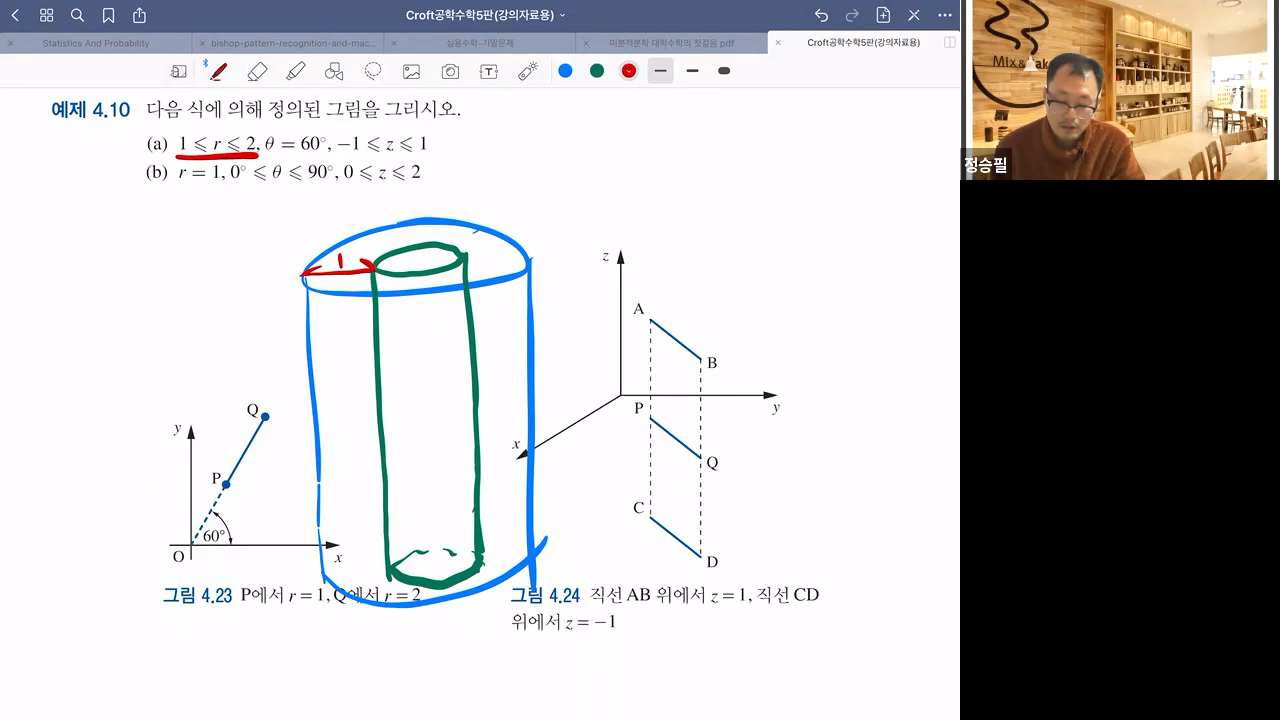 Croft공학수학5판(강의자료용)
Statistics And Probability
bishop-pattern-recognition-and-mac...
실용수학-기말문제
미분적분학 대학수학의 첫걸음 pdf
Croft공학수학5판(강의자료용)
예제 4.10 다음 식에 의해 정의된 그림을 그리시오.
(a) 1 ⩽ r ⩽ 2, θ = 60°, −1 ⩽ z ⩽ 1
(b) r = 1, 0° ⩽ θ ⩽ 90°, 0 ⩽ z ⩽ 2
1
z
A
B
P
y
x
Q
C
D
y
Q
P
60°
O
x
그림 4.23 P에서 r = 1, Q에서 r = 2
그림 4.24 직선 AB 위에서 z = 1, 직선 CD
위에서 z = −1
정승필